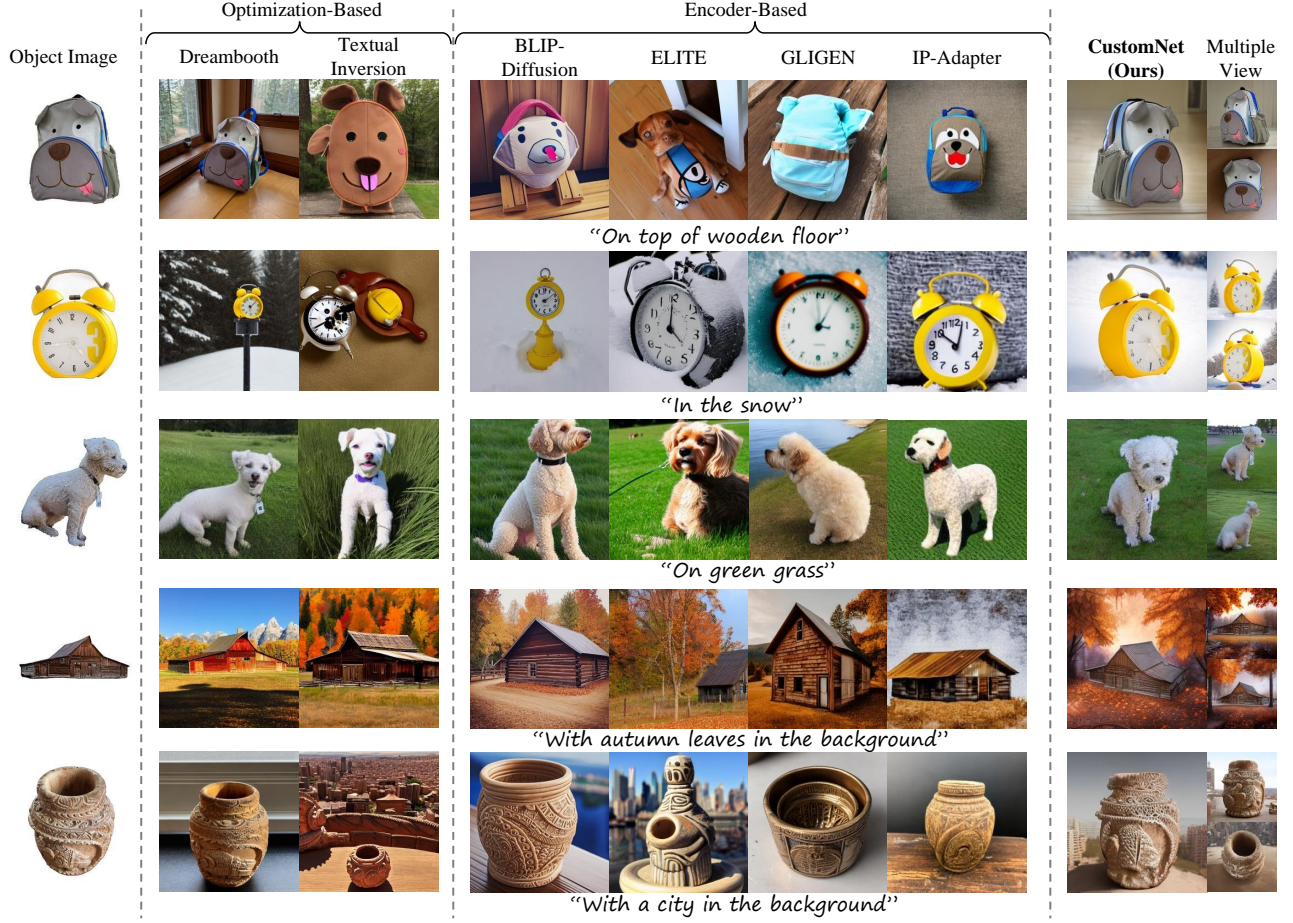 Optimization-Based
Encoder-Based
Object Image
Dreambooth
Textual
Inversion
BLIP-
Diffusion
ELITE
GLIGEN
IP-Adapter
CustomNet
(Ours)
Multiple
View
“On top of wooden floor”
“In the snow”
“On green grass”
“With autumn leaves in the background”
“With a city in the background”